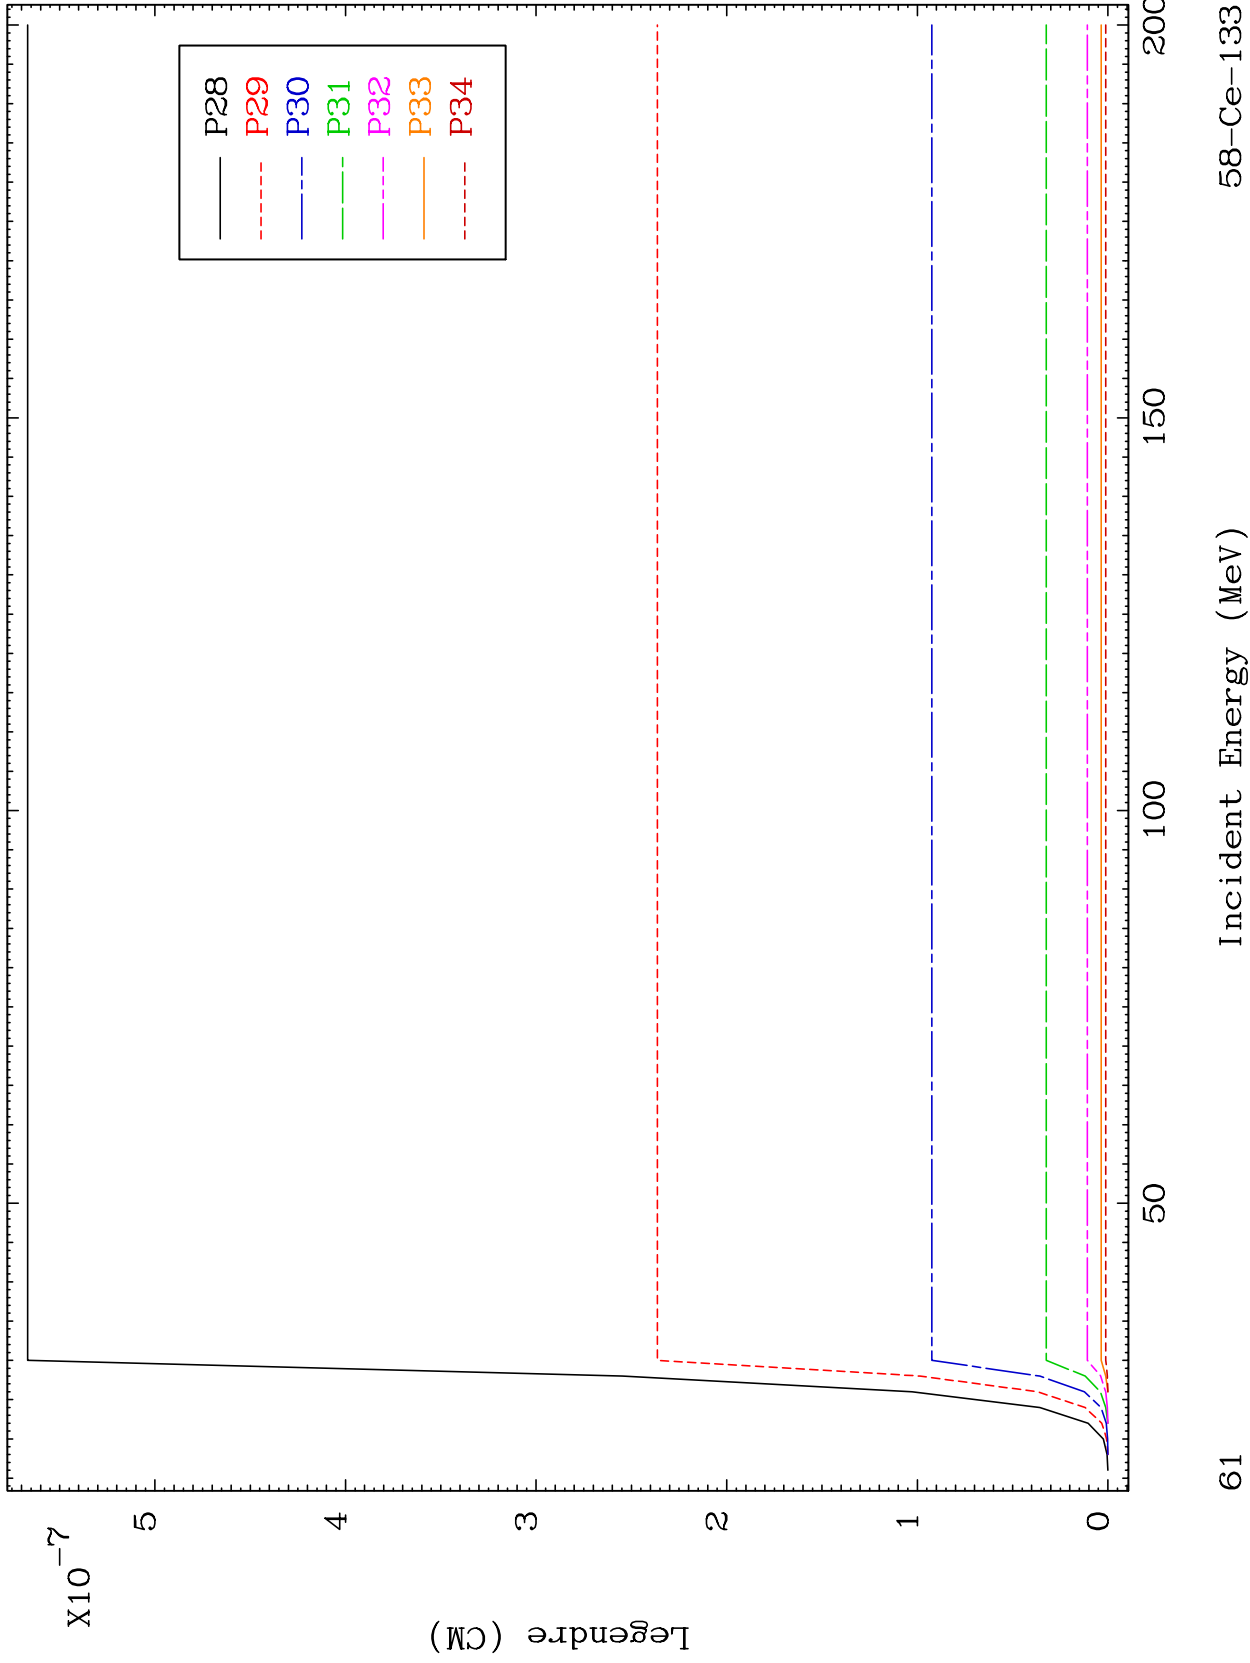 X10⁻⁷
5
4
3
2
1
0
Legendre (CM)
P28
P29
P30
P31
P32
P33
P34
50
100
150
200
Incident Energy (MeV)
61
58-Ce-133